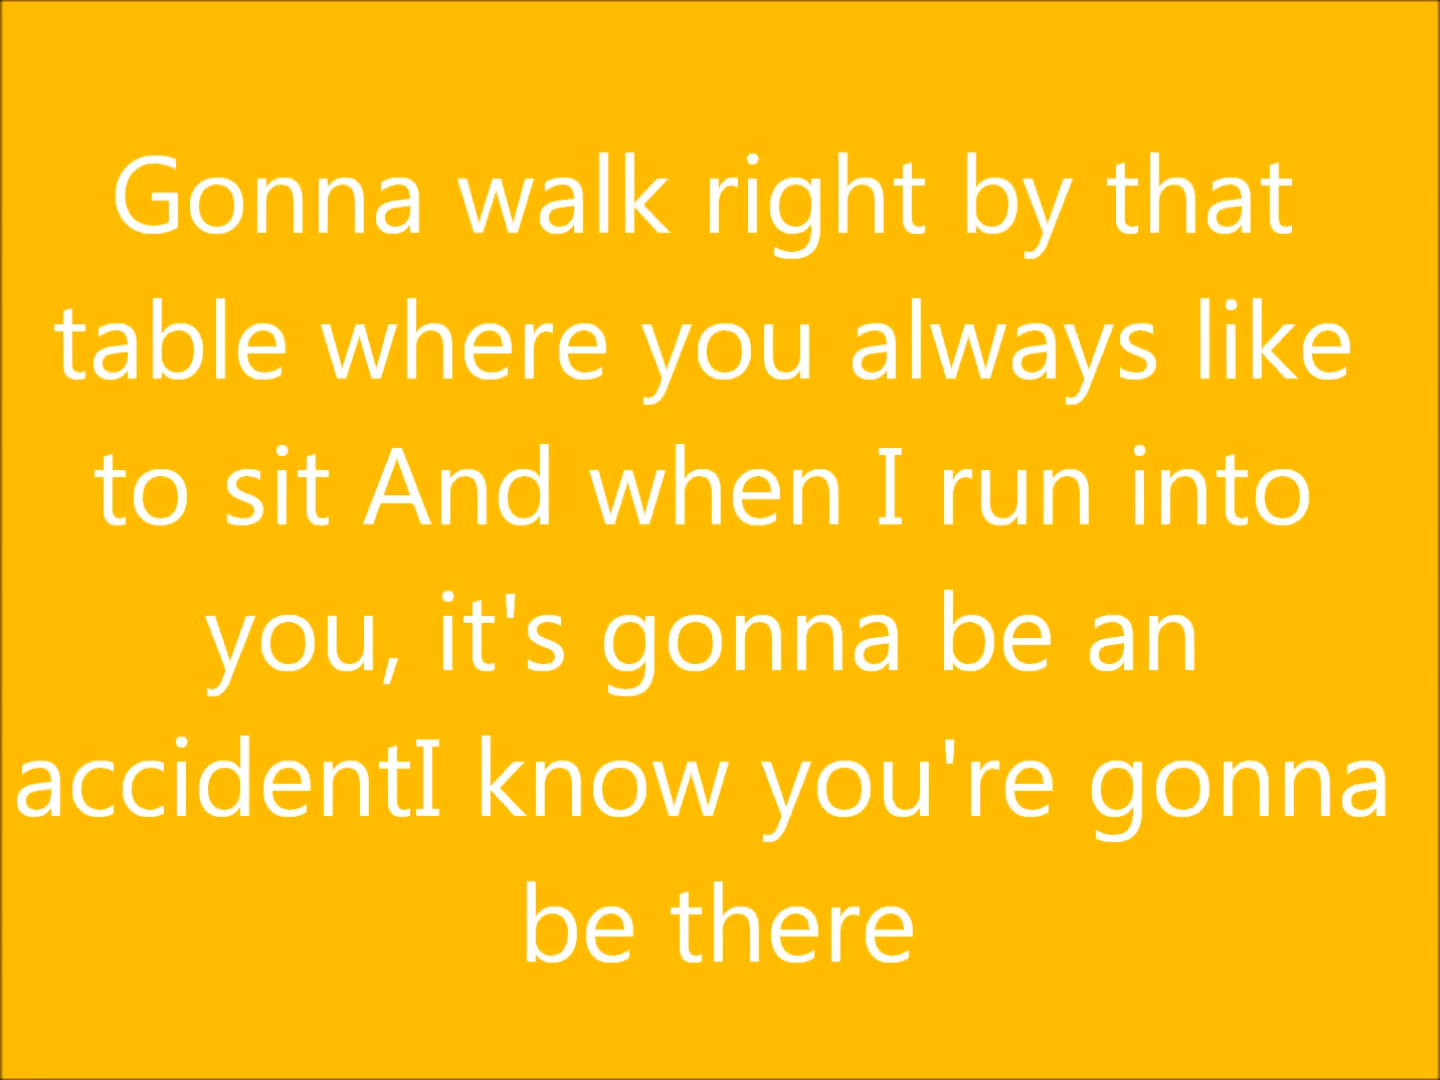 Gonna walk right by that
table where you always like
to sit And when I run into
you, it's gonna be an
accidentI know you're gonna
be there